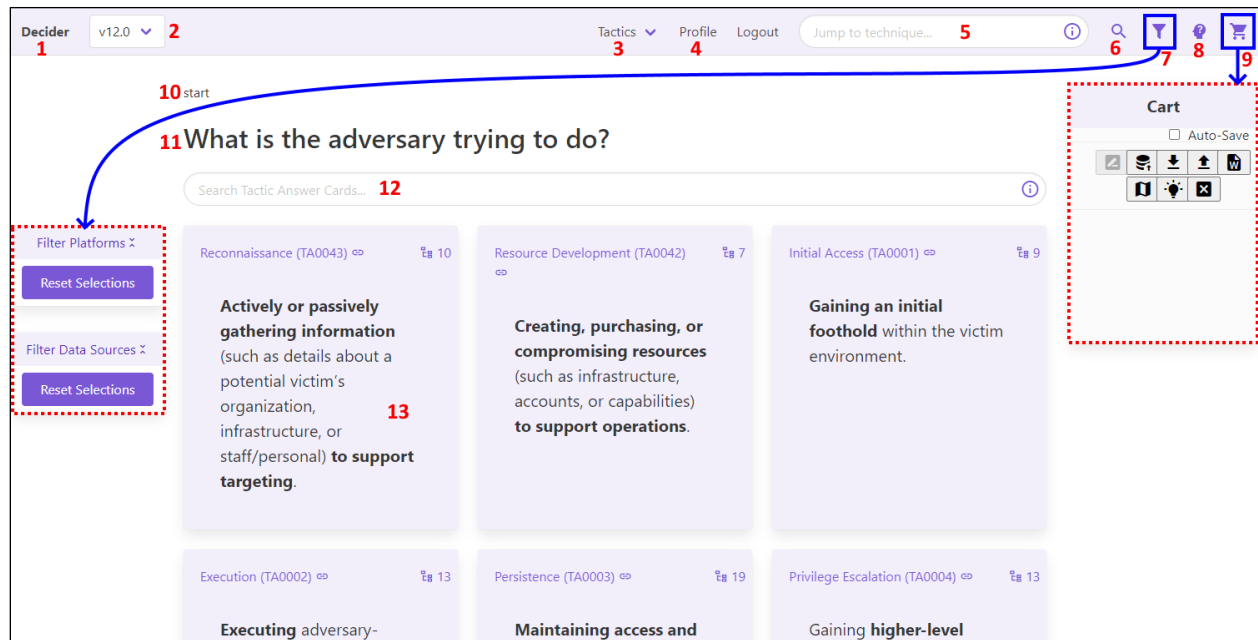 Decider v12.0 2 Tactics Profile Logout Jump to technique... 5
1 3 4 6 7 8 9
10 start
Cart
11 What is the adversary trying to do?
Auto-Save
Search Tactic Answer Cards... 12
W
Filter Platforms
Reset Selections
Filter Data Sources
Reset Selections
Reconnaissance (TA0043) 10
Actively or passively
gathering information
(such as details about a
potential victim’s
organization,
infrastructure, or
staff/personal) to support
targeting.
13
Resource Development (TA0042) 7
Creating, purchasing, or
compromising resources
(such as infrastructure,
accounts, or capabilities)
to support operations.
Initial Access (TA0001) 9
Gaining an initial
foothold within the victim
environment.
Execution (TA0002) 13
Executing adversary-
Persistence (TA0003) 19
Maintaining access and
Privilege Escalation (TA0004) 13
Gaining higher-level